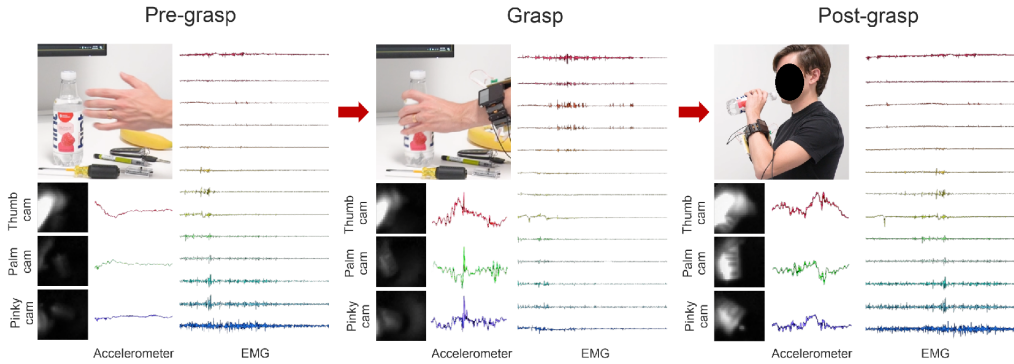 Pre-grasp
Grasp
Post-grasp
Thumb cam
Palm cam
Pinky cam
Accelerometer
EMG
Thumb cam
Palm cam
Pinky cam
Accelerometer
EMG
Thumb cam
Palm cam
Pinky cam
Accelerometer
EMG